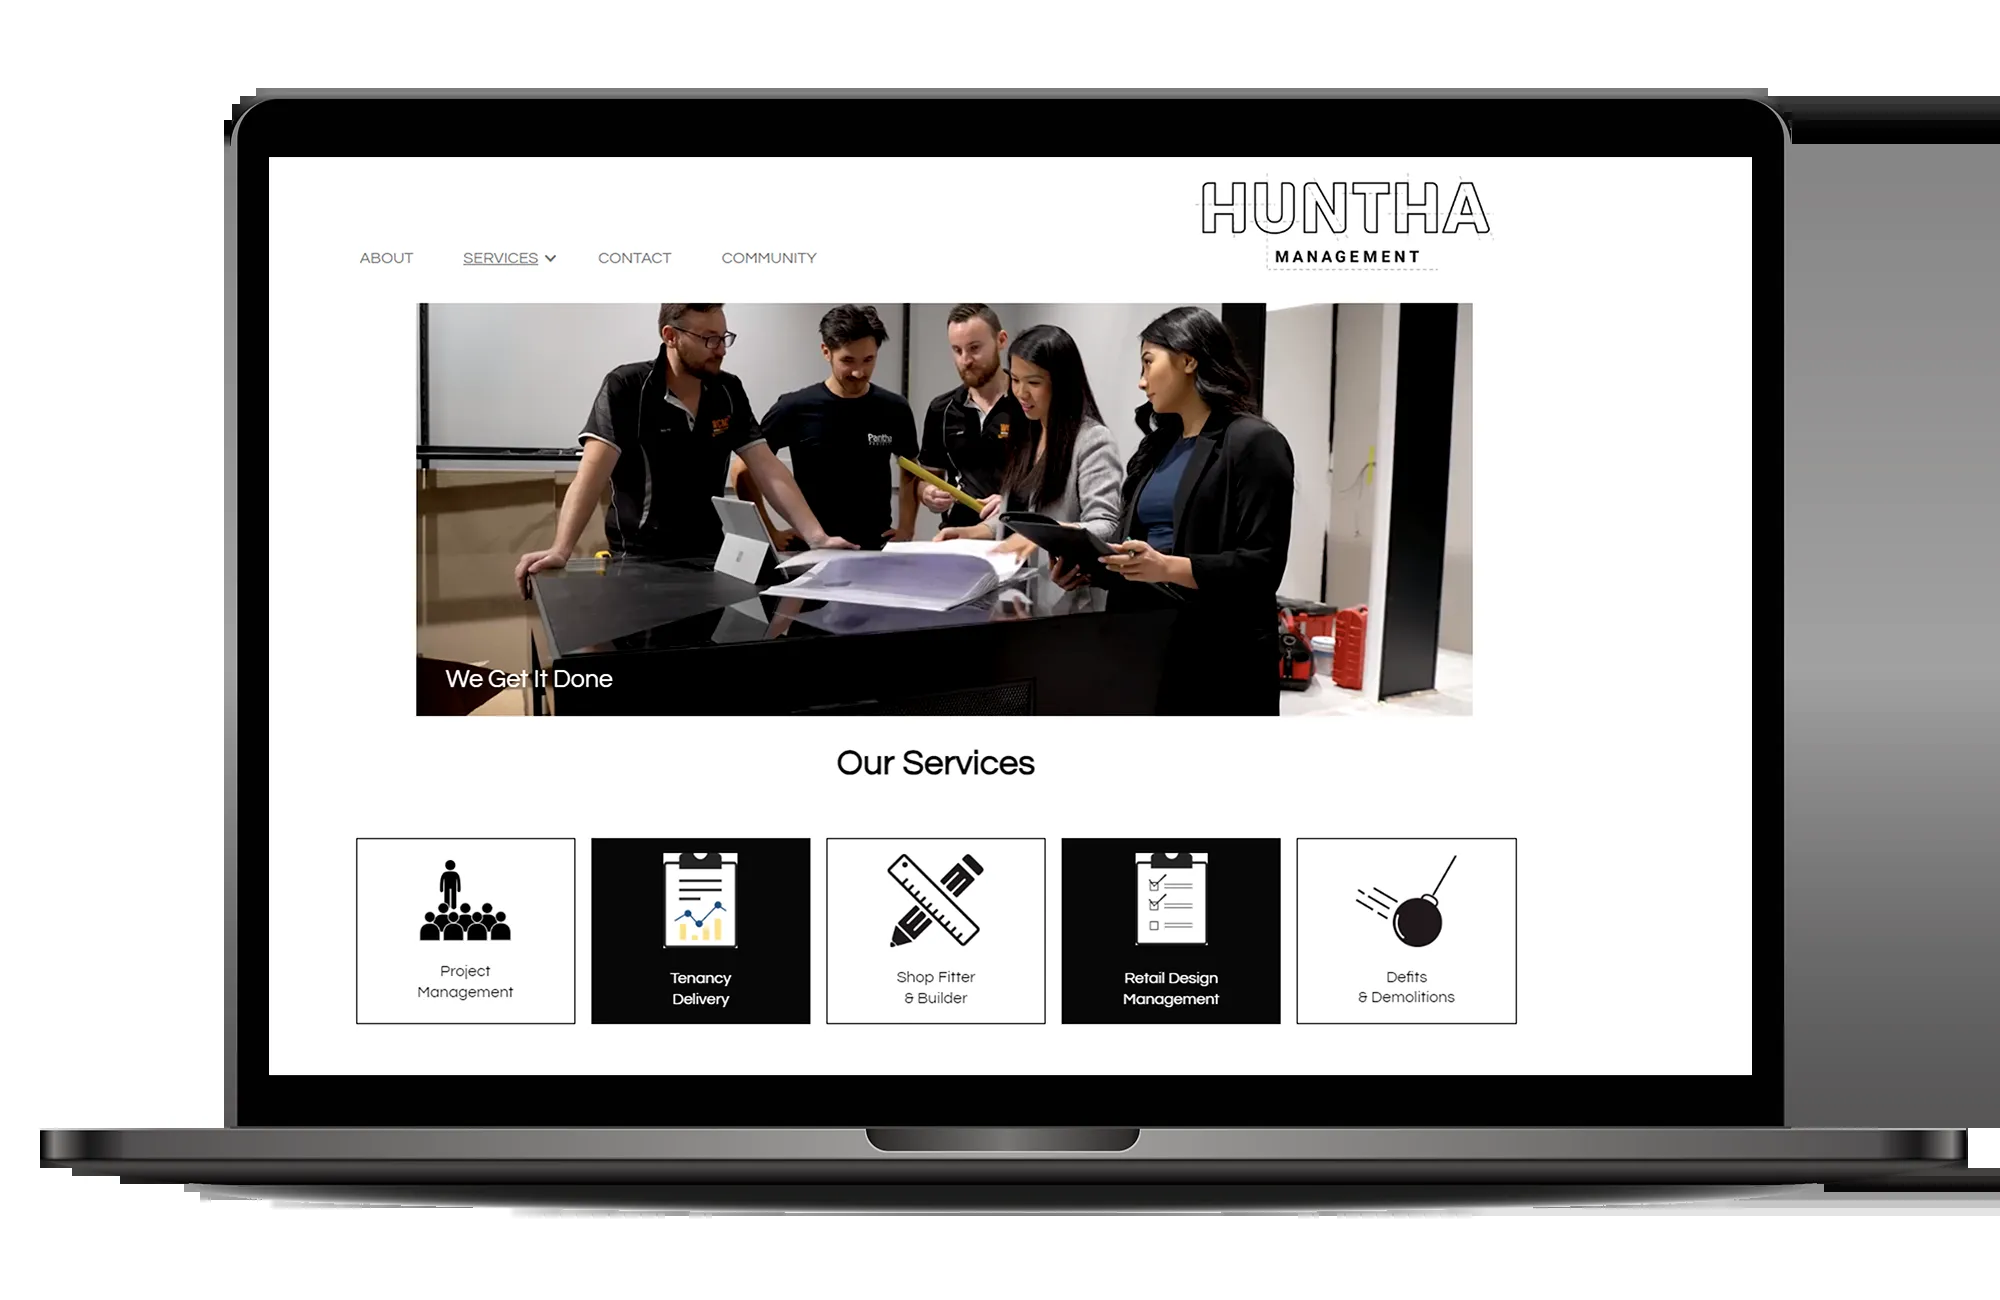 HUNTHA
MANAGEMENT
ABOUT
SERVICES
CONTACT
COMMUNITY
We Get It Done
Our Services
Project
Management
Tenancy
Delivery
Shop Fitter
& Builder
Retail Design
Management
Defits
& Demolitions